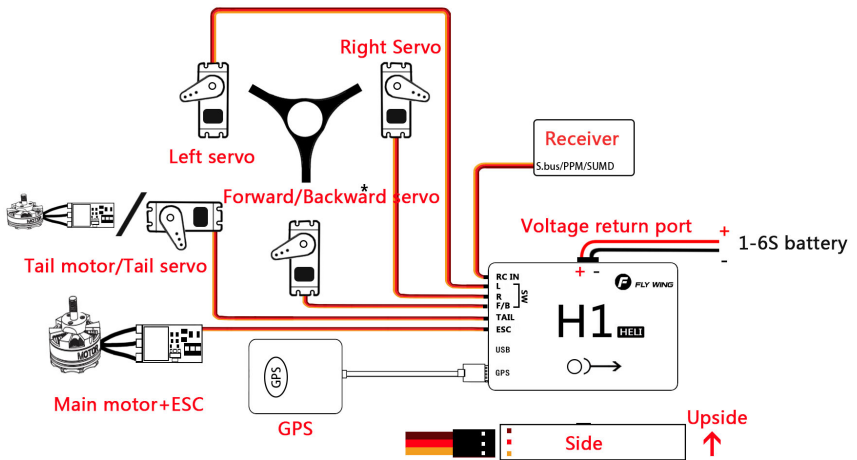 Right Servo
Left servo
Receiver
S.bus/PPM/SUMD
Forward/Backward servo
*
Tail motor/Tail servo
Voltage return port
+
-
1-6S battery
+ -
RC IN
L
R
F/B
SW
TAIL
ESC
USB
GPS
F FLY WING
H1 HELI
MOTOR
MOTOR
Main motor+ESC
GPS
GPS
Side
Upside